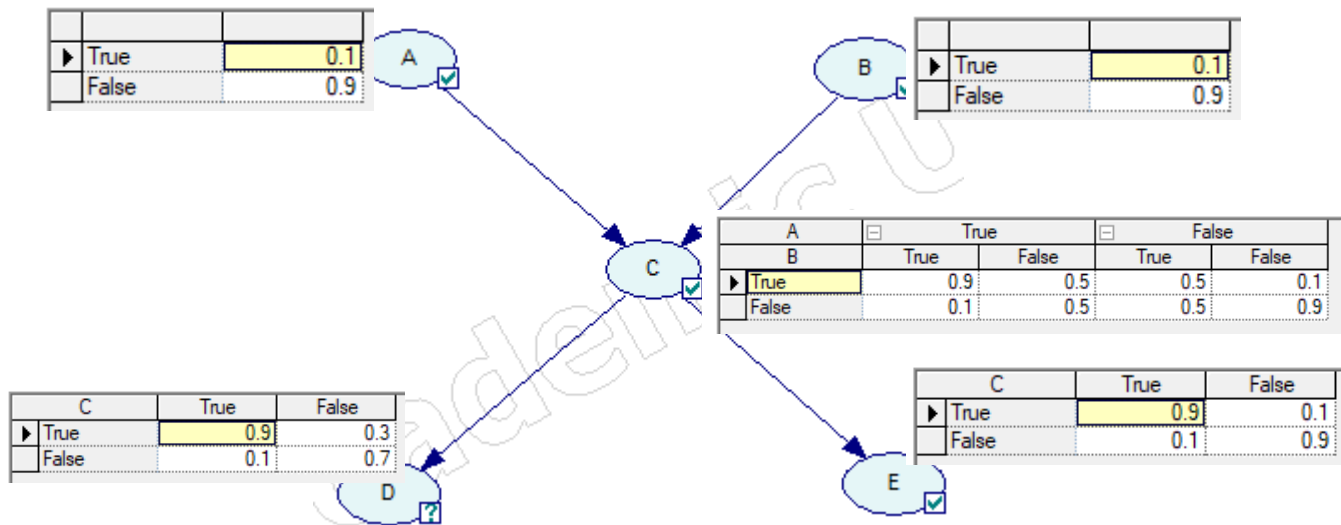 True 0.1
False 0.9
A
B
True 0.1
False 0.9
C
A True False
B True False True False
True 0.9 0.5 0.5 0.1
False 0.1 0.5 0.5 0.9
C True False
True 0.9 0.3
False 0.1 0.7
D
?
C True False
True 0.9 0.1
False 0.1 0.9
E